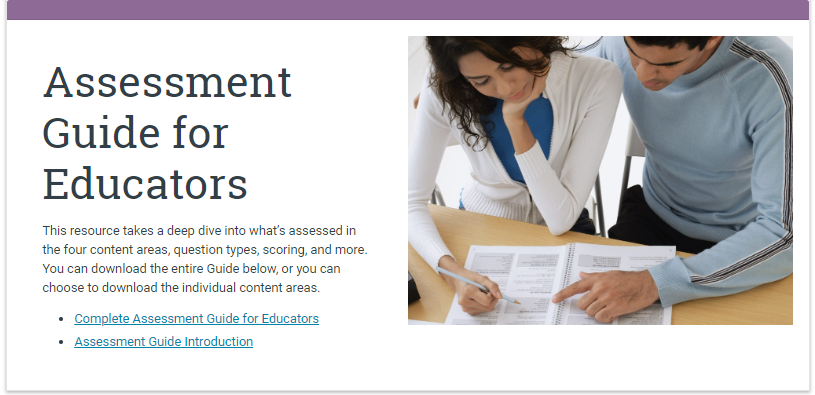 Assessment
Guide for
Educators
This resource takes a deep dive into what's assessed in
the four content areas, question types, scoring, and more.
You can download the entire Guide below, or you can
choose to download the individual content areas.
Complete Assessment Guide for Educators
Assessment Guide Introduction